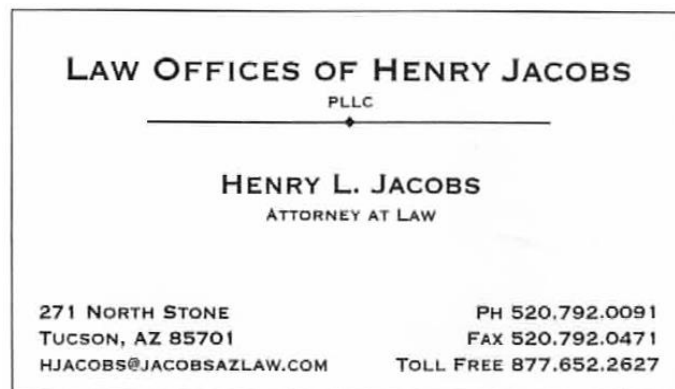 LAW OFFICES OF HENRY JACOBS
PLLC
HENRY L. JACOBS
ATTORNEY AT LAW
271 NORTH STONE
TUCSON, AZ 85701
HJACOBS@JACOBSAZLAW.COM
PH 520.792.0091
FAX 520.792.0471
TOLL FREE 877.652.2627